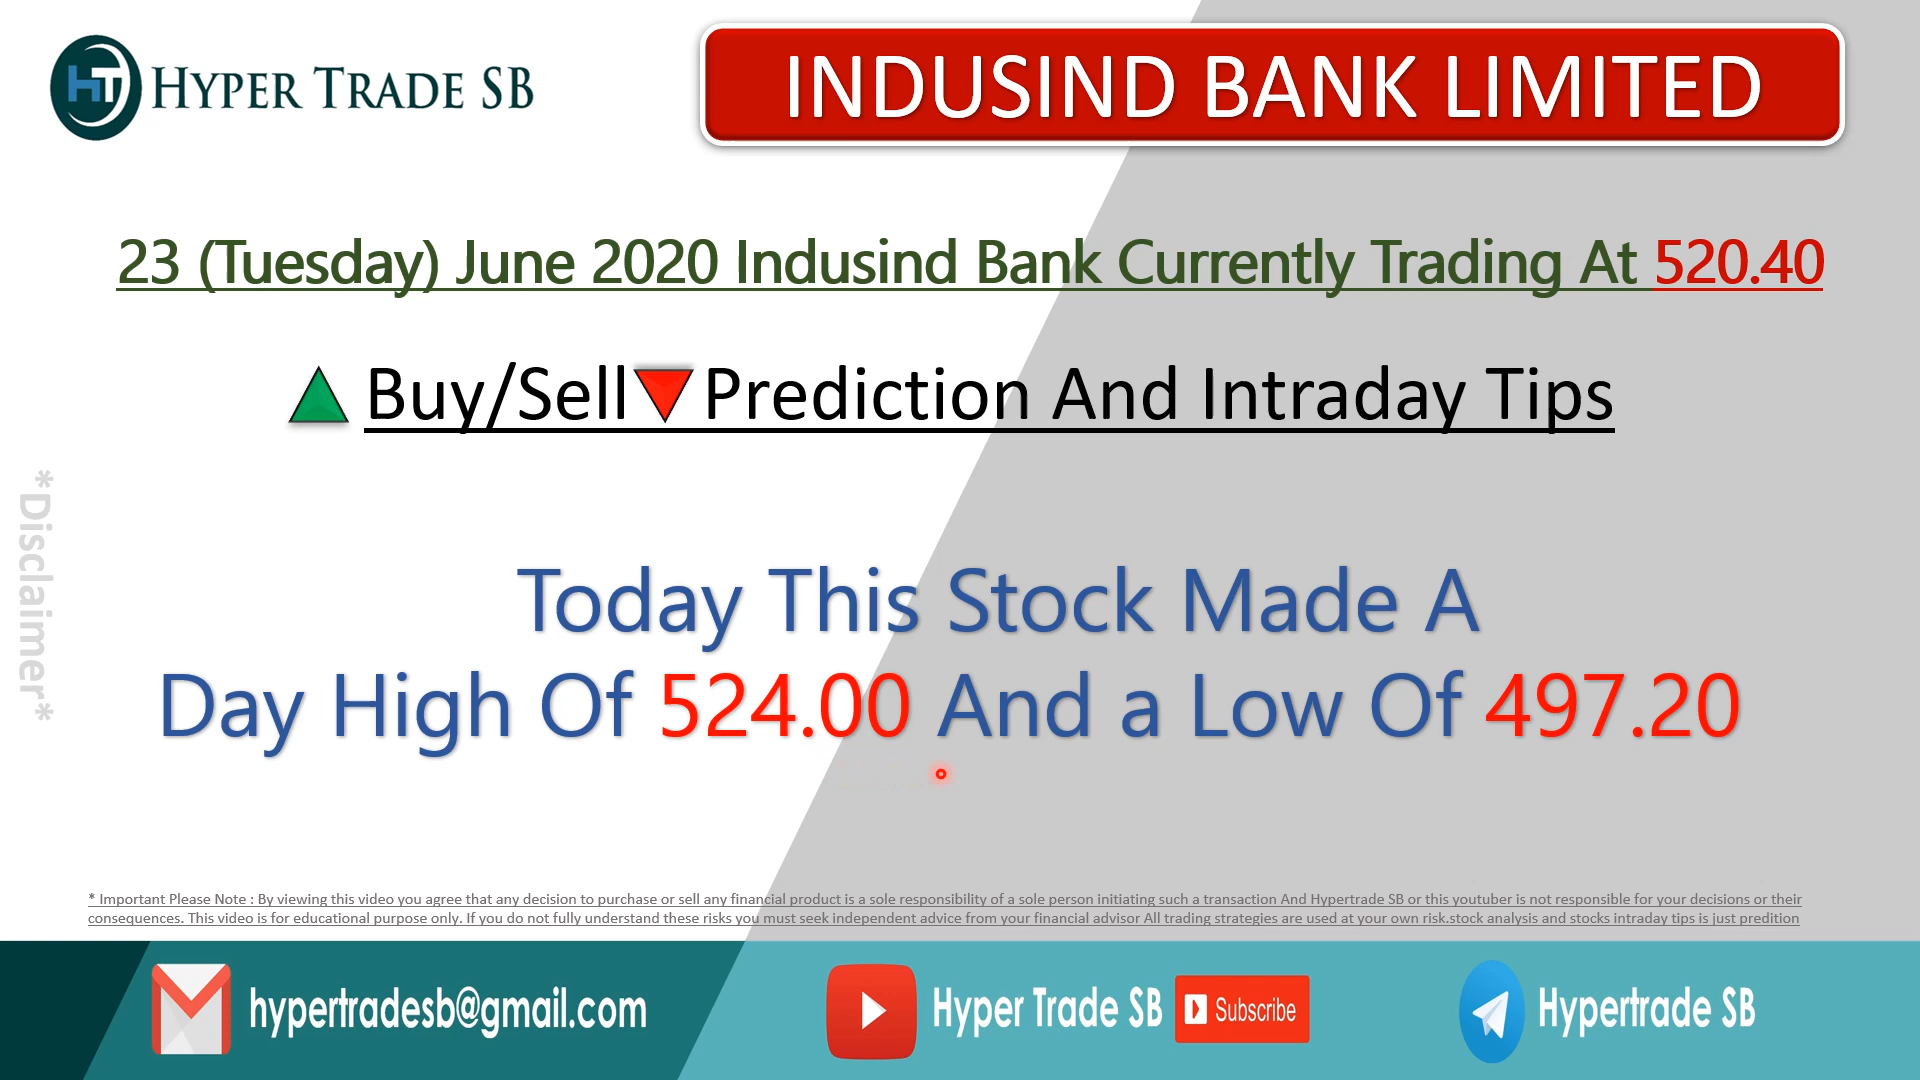 HT HYPER TRADE SB
INDUSIND BANK LIMITED
23 (Tuesday) June 2020 Indusind Bank Currently Trading At 520.40
Buy/Sell Prediction And Intraday Tips
*Disclaimer*
Today This Stock Made A
Day High Of 524.00 And a Low Of 497.20
* Important Please Note : By viewing this video you agree that any decision to purchase or sell any financial product is a sole responsibility of a sole person initiating such a transaction And Hypertrade SB or this youtuber is not responsible for your decisions or their
consequences. This video is for educational purpose only. If you do not fully understand these risks you must seek independent advice from your financial advisor All trading strategies are used at your own risk.stock analysis and stocks intraday tips is just predition
hypertradesb@gmail.com Hyper Trade SB Subscribe Hypertrade SB